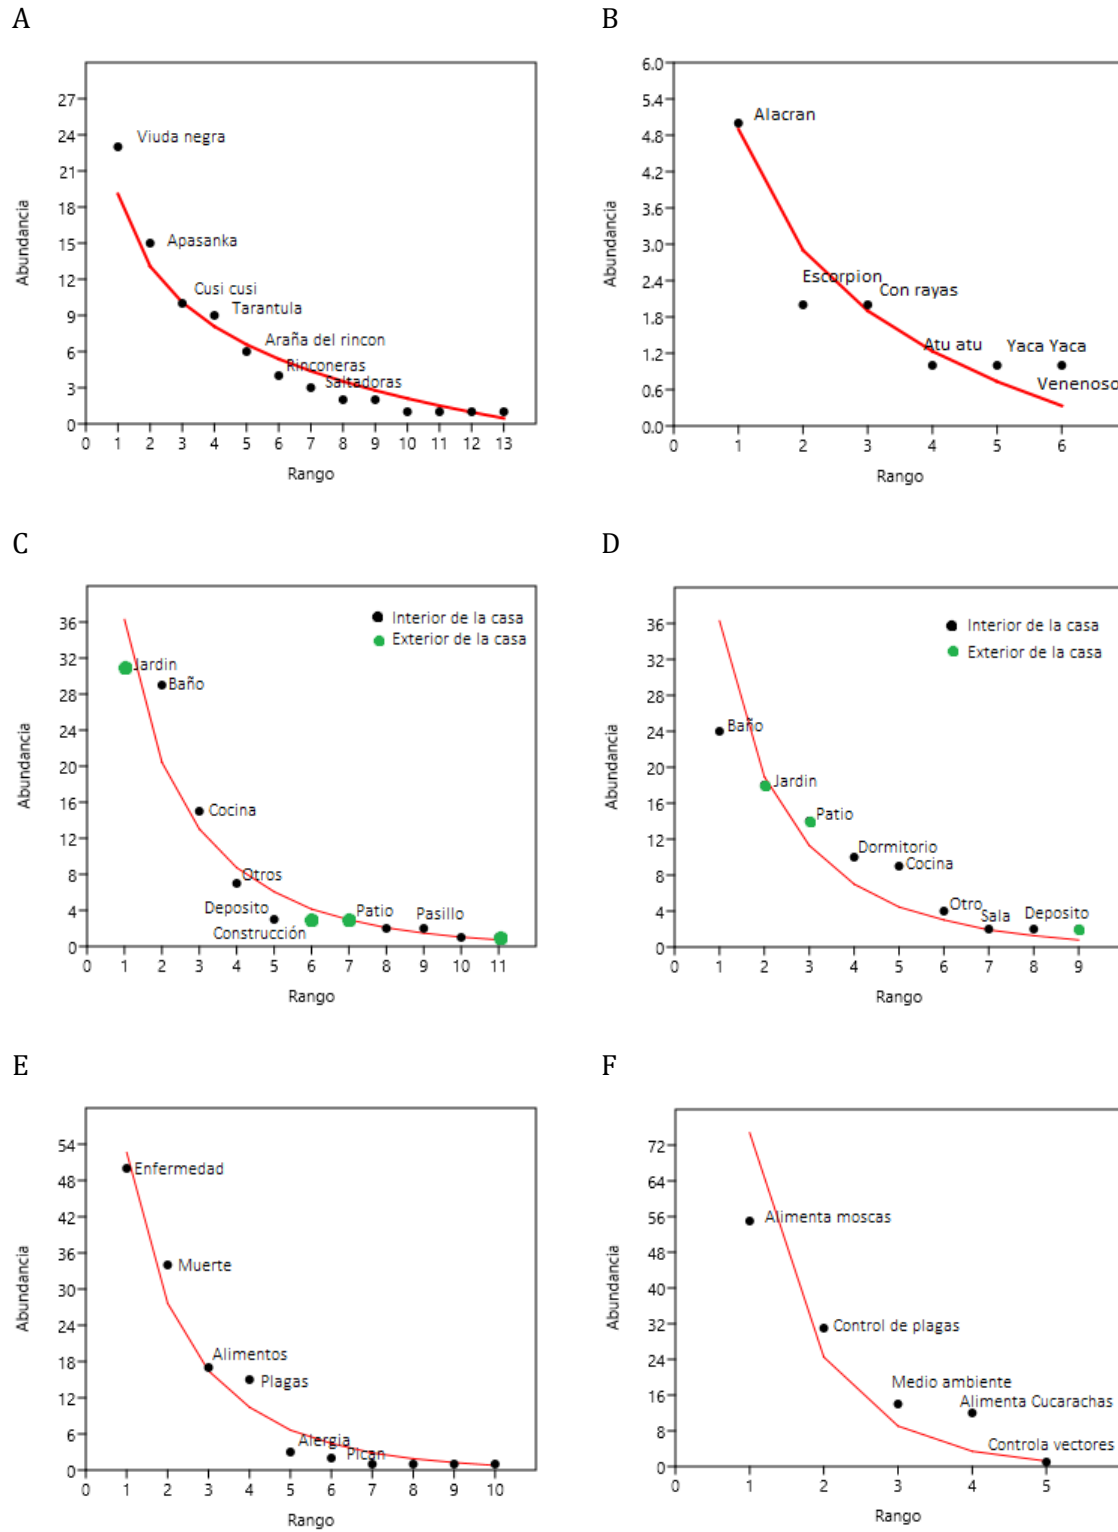 A
Abundancia
27
24
21
18
15
12
9
6
3
0
Viuda negra
Apasanka
Cusi cusi
Tarantula
Araña del rincon
Rinconeras
Saltadoras
0 1 2 3 4 5 6 7 8 9 10 11 12 13
Rango
B
Abundancia
6.0
5.4
4.8
4.2
3.6
3.0
2.4
1.8
1.2
0.6
0.0
Alacran
Escorpion
Con rayas
Atu atu
Yaca Yaca
Venenoso
0 1 2 3 4 5 6
Rango
C
Abundancia
36
32
28
24
20
16
12
8
4
0
Interior de la casa
Exterior de la casa
Jardin
Baño
Cocina
Otros
Deposito
Construcción
Patio
Pasillo
0 1 2 3 4 5 6 7 8 9 10 11
Rango
D
Abundancia
36
32
28
24
20
16
12
8
4
0
Interior de la casa
Exterior de la casa
Baño
Jardin
Patio
Dormitorio
Cocina
Otro
Sala
Deposito
0 1 2 3 4 5 6 7 8 9
Rango
E
Abundancia
54
48
42
36
30
24
18
12
6
0
Enfermedad
Muerte
Alimentos
Plagas
Alergia
Pican
0 1 2 3 4 5 6 7 8 9 10
Rango
F
Abundancia
72
64
56
48
40
32
24
16
8
0
Alimenta moscas
Control de plagas
Medio ambiente
Alimenta Cucarachas
Controla vectores
0 1 2 3 4 5
Rango